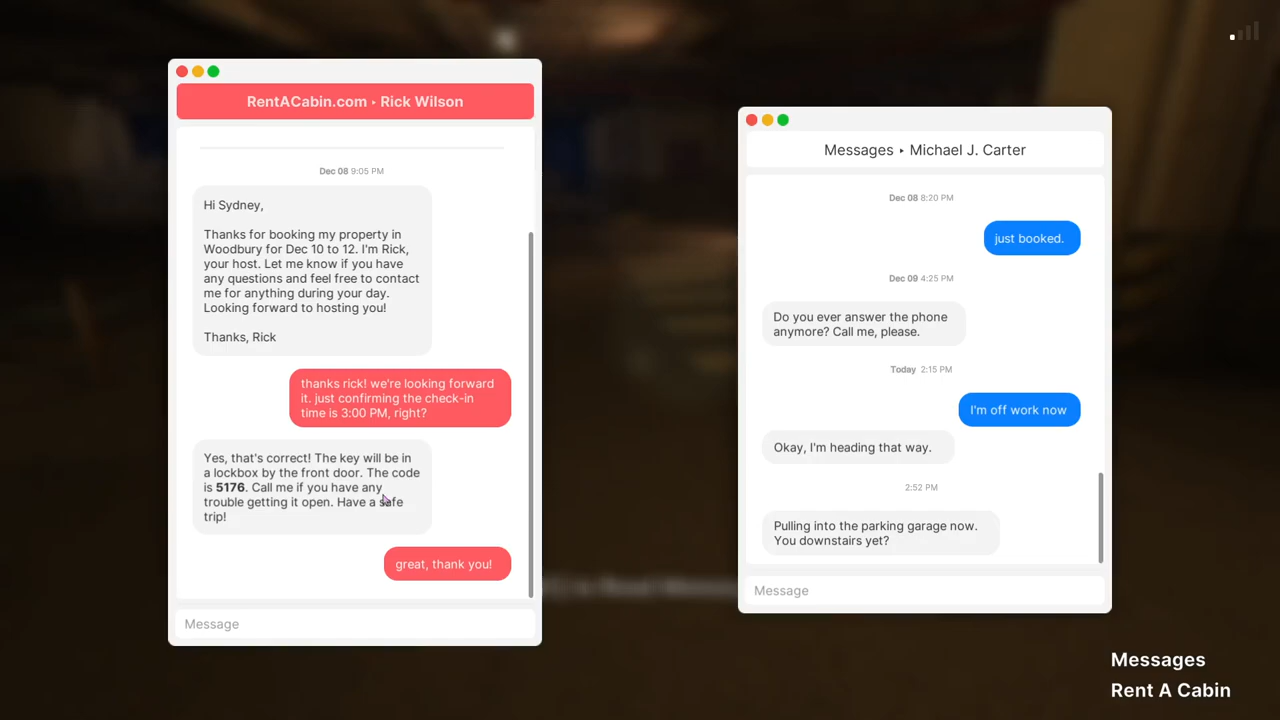 RentACabin.com ‣ Rick Wilson
Dec 08 9:05 PM
Hi Sydney,
Thanks for booking my property in
Woodbury for Dec 10 to 12. I'm Rick,
your host. Let me know if you have
any questions and feel free to contact
me for anything during your day.
Looking forward to hosting you!
Thanks, Rick
thanks rick! we're looking forward
it. just confirming the check-in
time is 3:00 PM, right?
Yes, that's correct! The key will be in
a lockbox by the front door. The code
is 5176. Call me if you have any
trouble getting it open. Have a safe
trip!
great, thank you!
Message
Messages ‣ Michael J. Carter
Dec 08 8:20 PM
just booked.
Dec 09 4:25 PM
Do you ever answer the phone
anymore? Call me, please.
Today 2:15 PM
I'm off work now
Okay, I'm heading that way.
2:52 PM
Pulling into the parking garage now.
You downstairs yet?
Message
Messages
Rent A Cabin